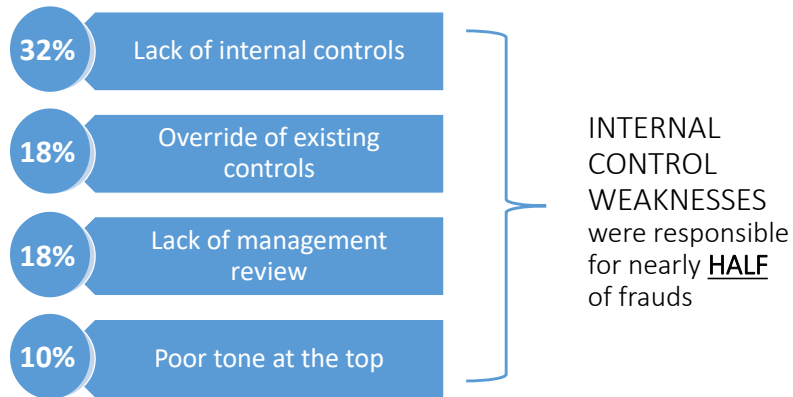 32%
Lack of internal controls
18%
Override of existing
controls
18%
Lack of management
review
10%
Poor tone at the top
INTERNAL
CONTROL
WEAKNESSES
were responsible
for nearly HALF
of frauds